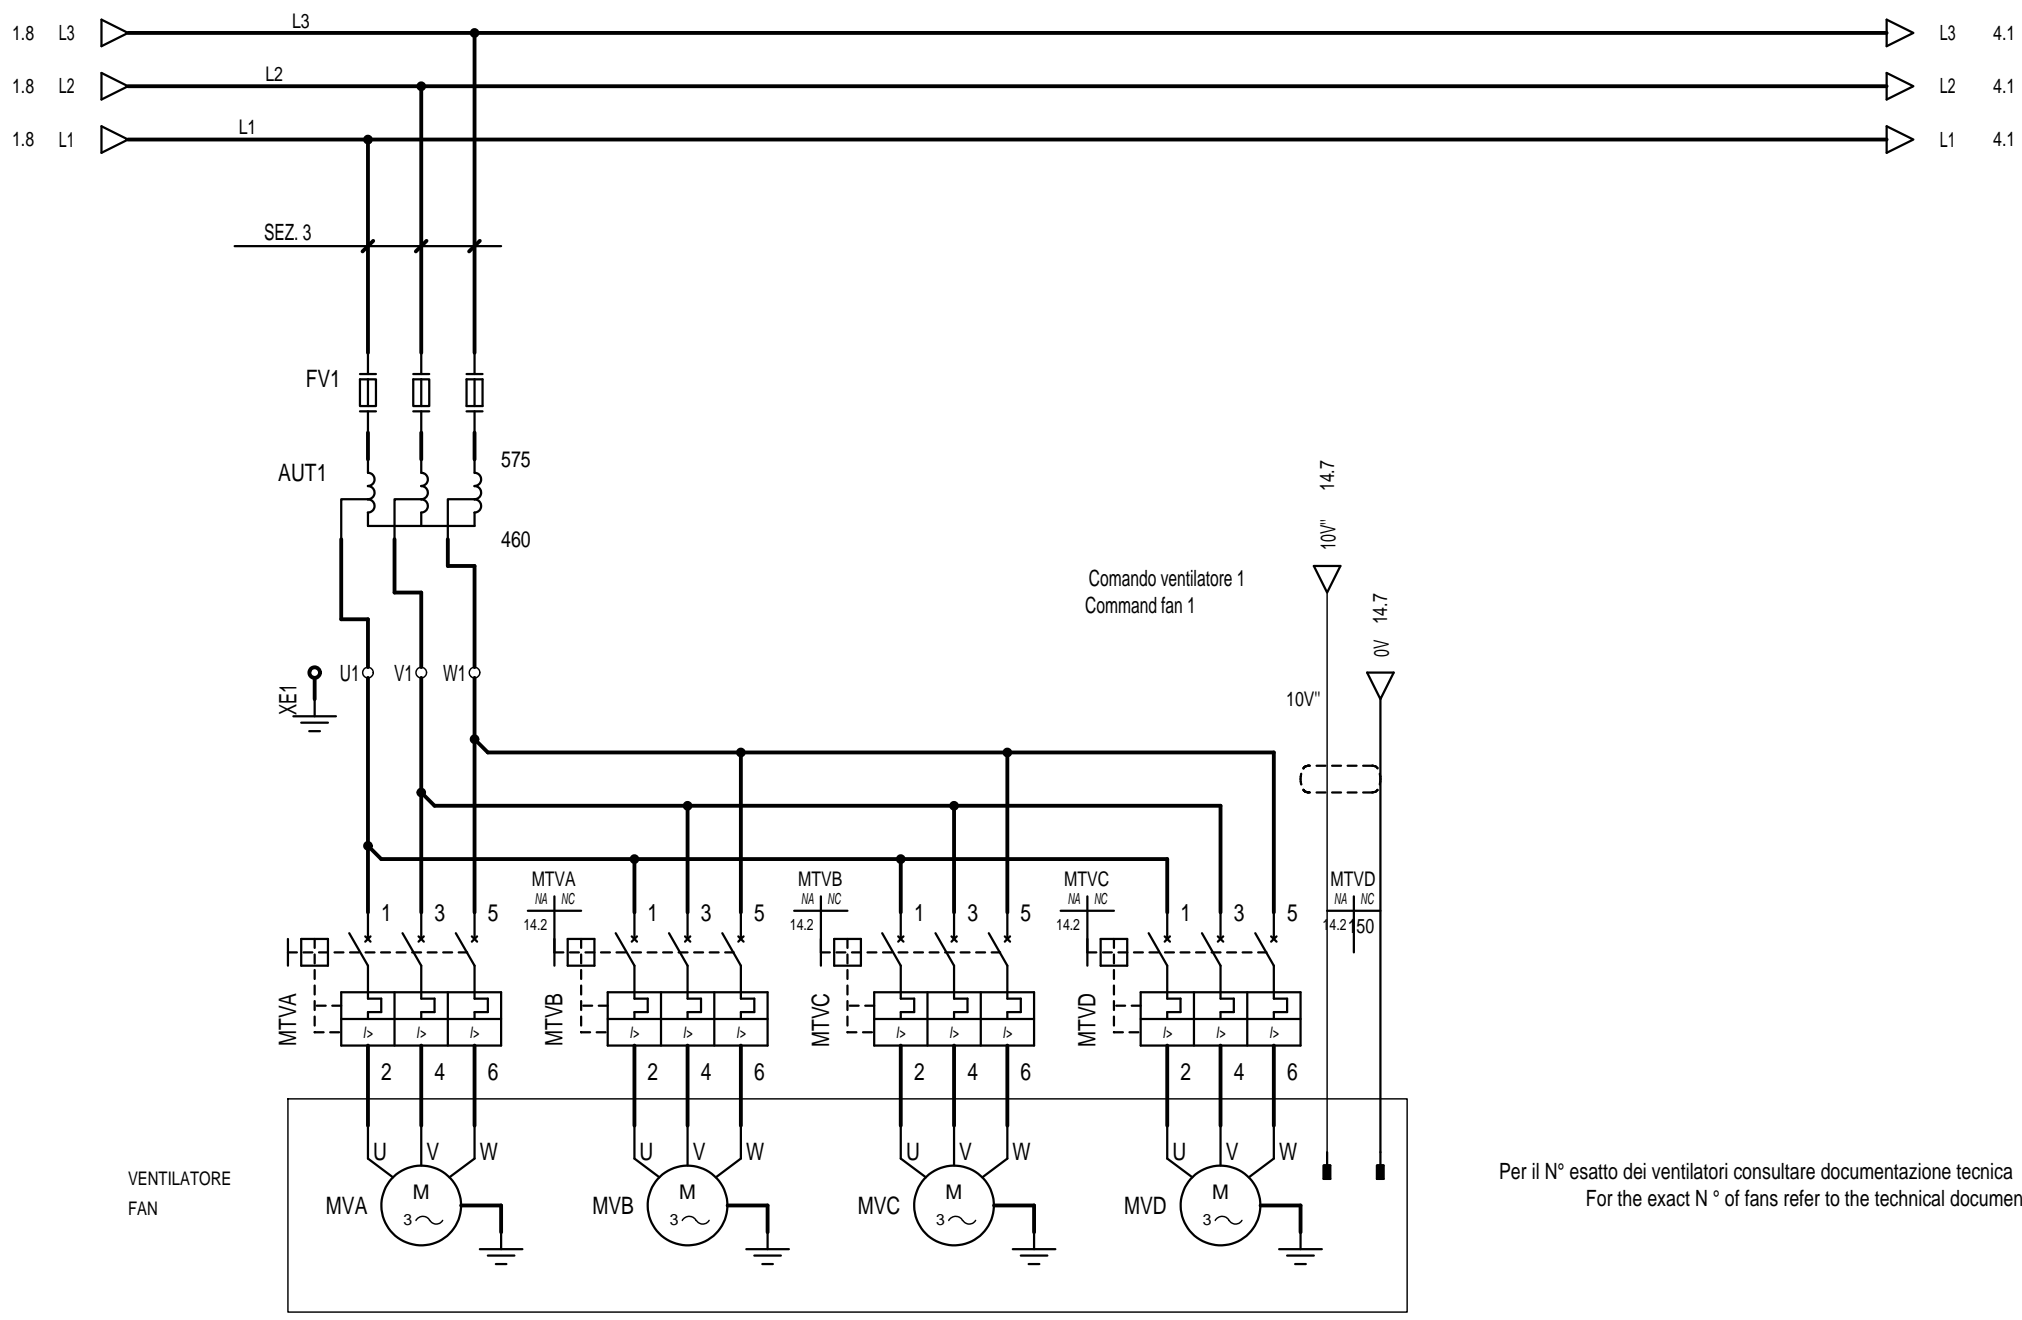 1.8 L3 L3 L3 4.1
1.8 L2 L2 L2 4.1
1.8 L1 L1 L1 4.1
SEZ. 3
FV1
AUT1 575
460
14.7
10V"
Comando ventilatore 1
Command fan 1
14.7
0V
XE1 U1 V1 W1
10V"
MTVA
NA NC
14.2
MTVB
NA NC
14.2
MTVC
NA NC
14.2
MTVD
NA NC
14.2 150
1 3 5 1 3 5 1 3 5 1 3 5
MTVA MTVB MTVC MTVD
I> I> I> I> I> I> I> I> I> I> I> I>
2 4 6 2 4 6 2 4 6 2 4 6
U V W U V W U V W U V W
VENTILATORE
FAN
MVA M 3 MVB M 3 MVC M 3 MVD M 3
Per il N° esatto dei ventilatori consultare documentazione tecnica
For the exact N ° of fans refer to the technical documen